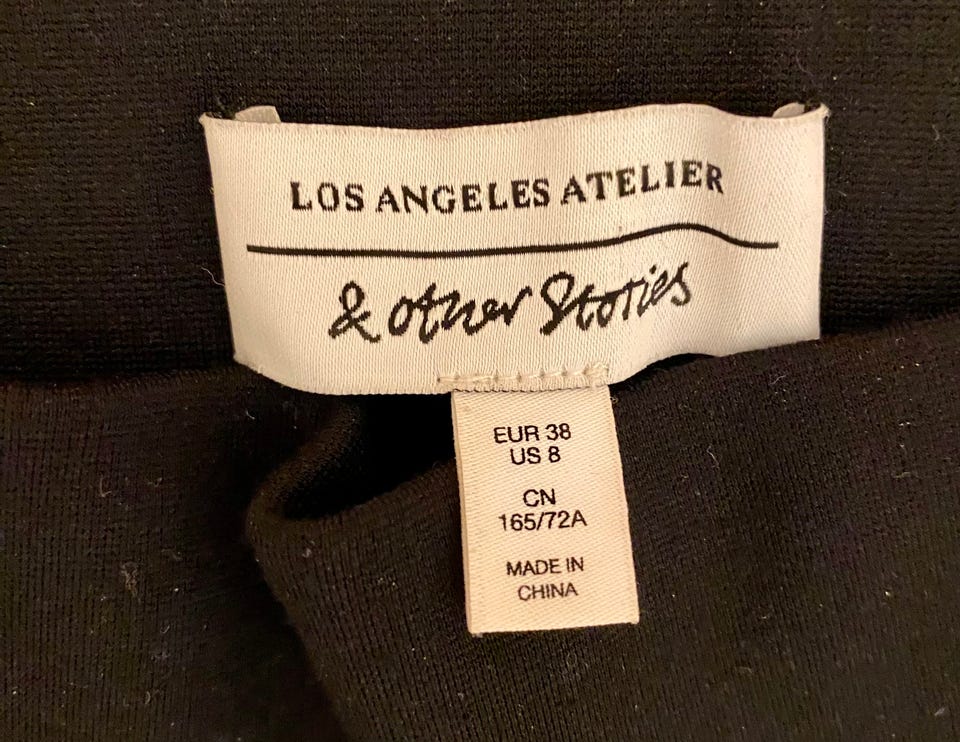 LOS ANGELES ATELIER
& other Stories
EUR 38
US 8
CN
165/72A
MADE IN
CHINA